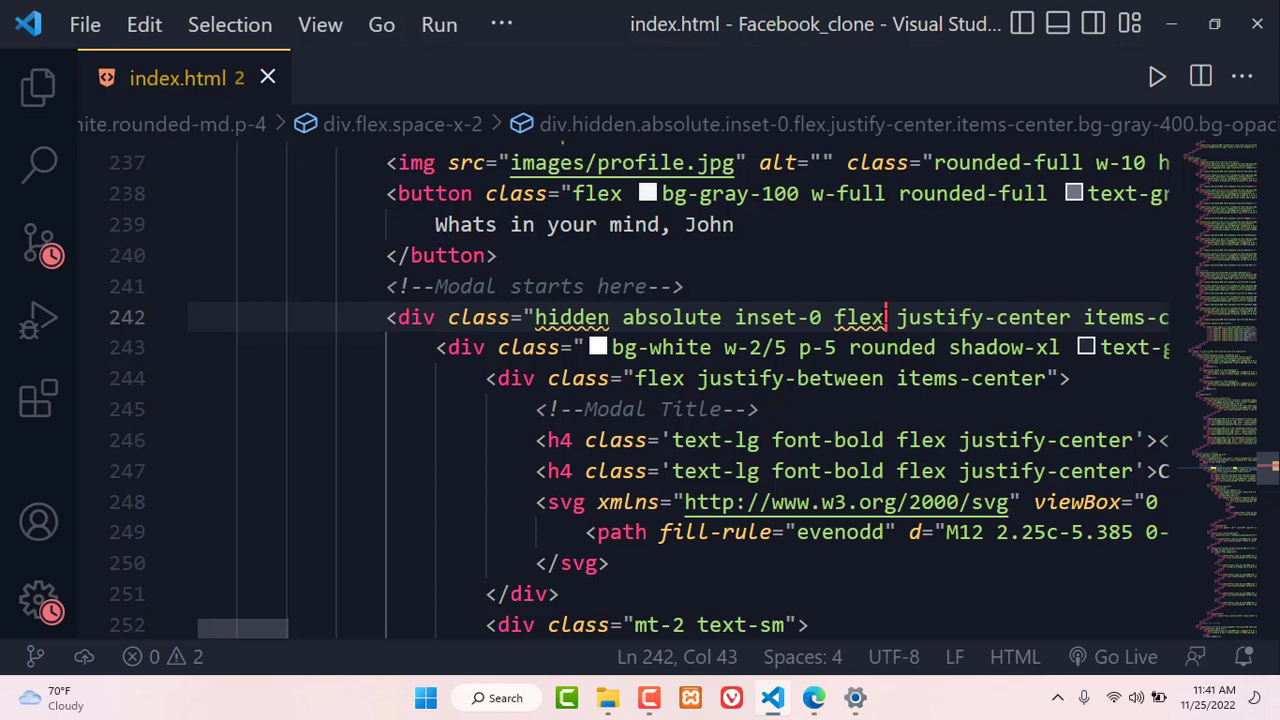 File Edit Selection View Go Run ··· index.html - Facebook_clone - Visual Stud...
index.html 2
nite.rounded-md.p-4 > div.flex.space-x-2 > div.hidden.absolute.inset-0.flex.justify-center.items-center.bg-gray-400.bg-opac
237 <img src="images/profile.jpg" alt="" class="rounded-full w-10 h
238 <button class="flex bg-gray-100 w-full rounded-full text-gr
239 Whats in your mind, John
240 </button>
241 <!--Modal starts here-->
242 <div class="hidden absolute inset-0 flex justify-center items-c
243 <div class="bg-white w-2/5 p-5 rounded shadow-xl text-g
244 <div class="flex justify-between items-center">
245 <!--Modal Title-->
246 <h4 class='text-lg font-bold flex justify-center'><
247 <h4 class='text-lg font-bold flex justify-center'>C
248 <svg xmlns="http://www.w3.org/2000/svg" viewBox="0
249 <path fill-rule="evenodd" d="M12 2.25c-5.385 0-
250 </svg>
251 </div>
252 <div class="mt-2 text-sm">
0 2 Ln 242, Col 43 Spaces: 4 UTF-8 LF HTML Go Live
70°F
Cloudy
Search
11:41 AM
11/25/2022